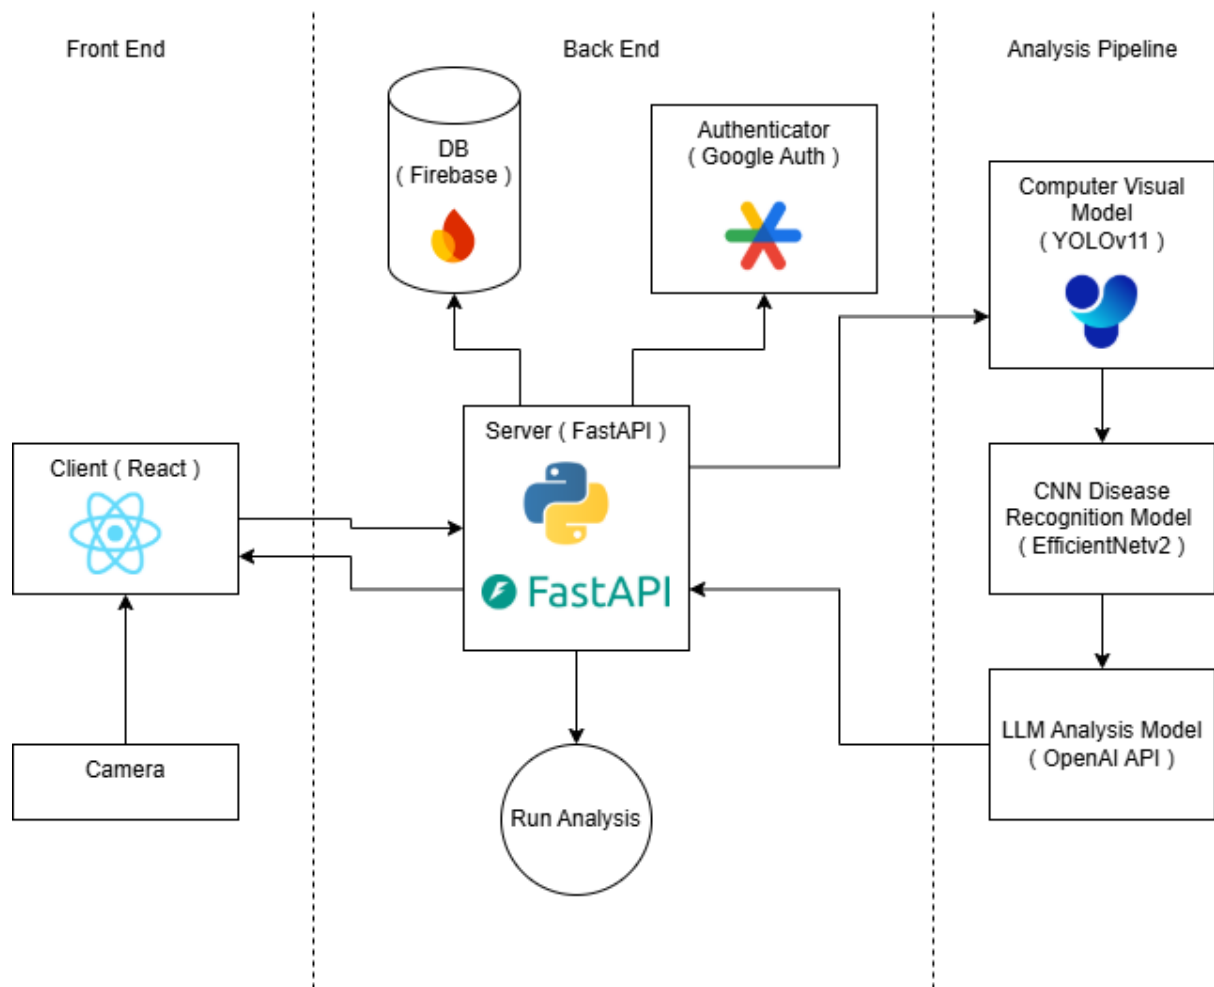 Front End
Back End
Analysis Pipeline
DB
( Firebase )
Authenticator
( Google Auth )
Computer Visual
Model
( YOLOv11 )
Client ( React )
Server ( FastAPI )
FastAPI
CNN Disease
Recognition Model
( EfficientNetv2 )
Camera
Run Analysis
LLM Analysis Model
( OpenAI API )